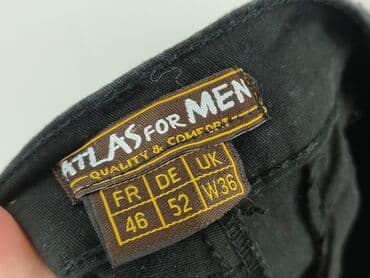 ATLAS FOR MEN
QUALITY & COMFORT
FR DE UK
46 52 W36